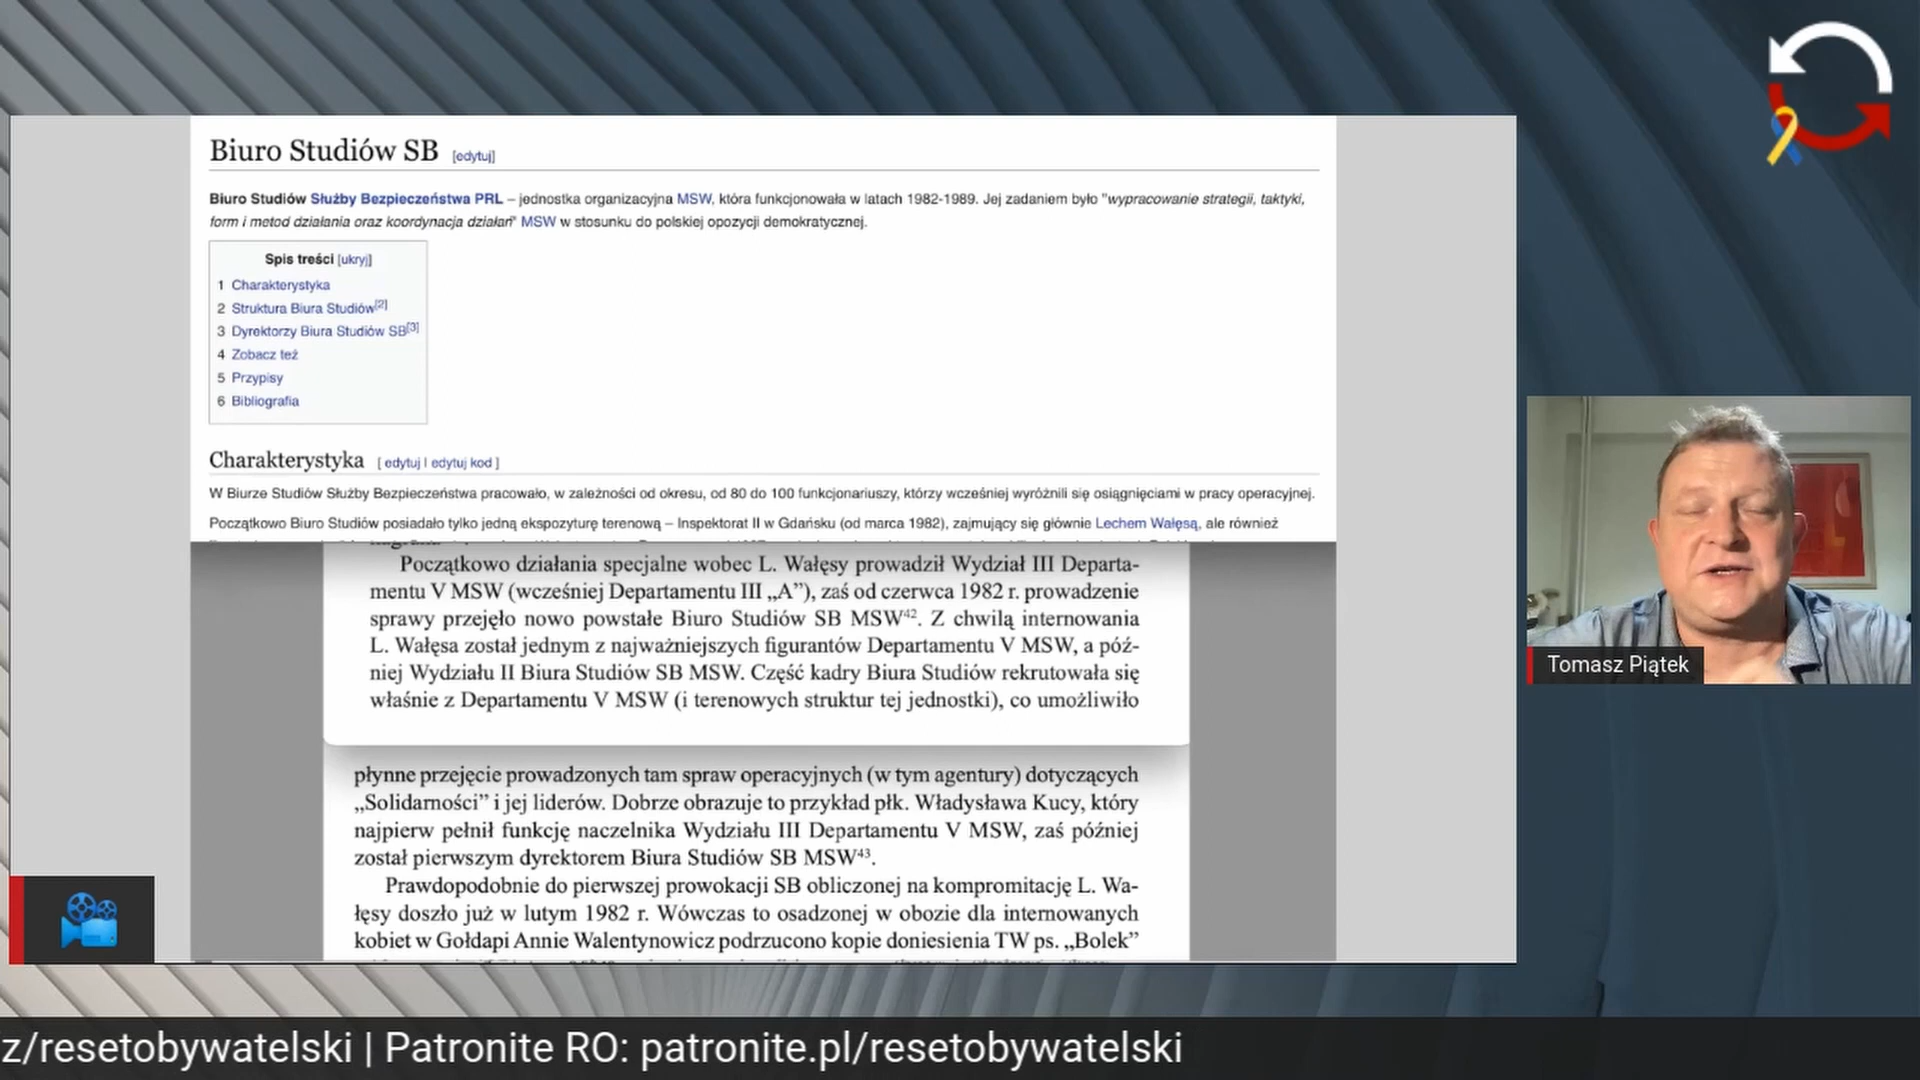 Biuro Studiów SB [edytuj]
Biuro Studiów Służby Bezpieczeństwa PRL – jednostka organizacyjna MSW, która funkcjonowała w latach 1982-1989. Jej zadaniem było "wypracowanie strategii, taktyki,
form i metod działania oraz koordynacja działań" MSW w stosunku do polskiej opozycji demokratycznej.
Spis treści [ukryj]
1 Charakterystyka
2 Struktura Biura Studiów[2]
3 Dyrektorzy Biura Studiów SB[3]
4 Zobacz też
5 Przypisy
6 Bibliografia
Charakterystyka [ edytuj | edytuj kod ]
W Biurze Studiów Służby Bezpieczeństwa pracowało, w zależności od okresu, od 80 do 100 funkcjonariuszy, którzy wcześniej wyróżnili się osiągnięciami w pracy operacyjnej.
Początkowo Biuro Studiów posiadało tylko jedną ekspozyturę terenową – Inspektorat II w Gdańsku (od marca 1982), zajmujący się głównie Lechem Wałęsą, ale również
Początkowo działania specjalne wobec L. Wałęsy prowadził Wydział III Departa-
mentu V MSW (wcześniej Departamentu III „A”), zaś od czerwca 1982 r. prowadzenie
sprawy przejęło nowo powstałe Biuro Studiów SB MSW42. Z chwilą internowania
L. Wałęsa został jednym z najważniejszych figurantów Departamentu V MSW, a póź-
niej Wydziału II Biura Studiów SB MSW. Część kadry Biura Studiów rekrutowała się
właśnie z Departamentu V MSW (i terenowych struktur tej jednostki), co umożliwiło
płynne przejęcie prowadzonych tam spraw operacyjnych (w tym agentury) dotyczących
„Solidarności” i jej liderów. Dobrze obrazuje to przykład płk. Władysława Kucy, który
najpierw pełnił funkcję naczelnika Wydziału III Departamentu V MSW, zaś później
został pierwszym dyrektorem Biura Studiów SB MSW43.
Prawdopodobnie do pierwszej prowokacji SB obliczonej na kompromitację L. Wa-
łęsy doszło już w lutym 1982 r. Wówczas to osadzonej w obozie dla internowanych
kobiet w Gołdapi Annie Walentynowicz podrzucono kopie doniesienia TW ps. „Bolek”
Tomasz Piątek
z/resetobywatelski | Patronite RO: patronite.pl/resetobywatelski